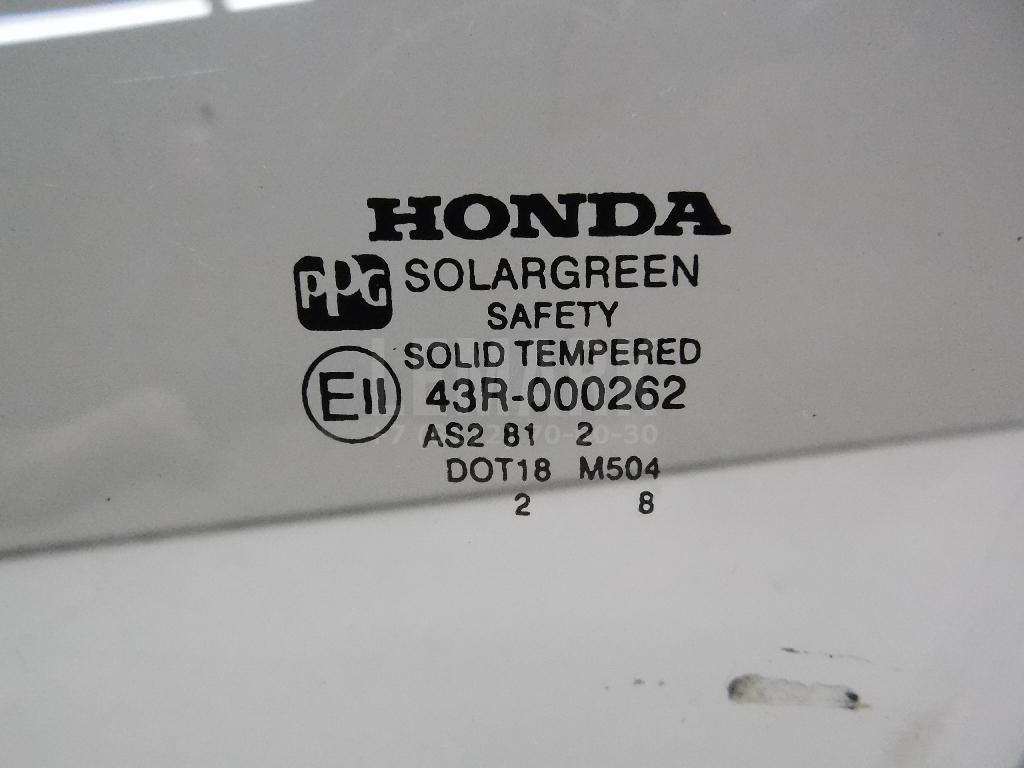 HONDA
PPG SOLARGREEN
SAFETY
SOLID TEMPERED
E11 43R-000262
AS2 81 2
DOT18 M504
2 8